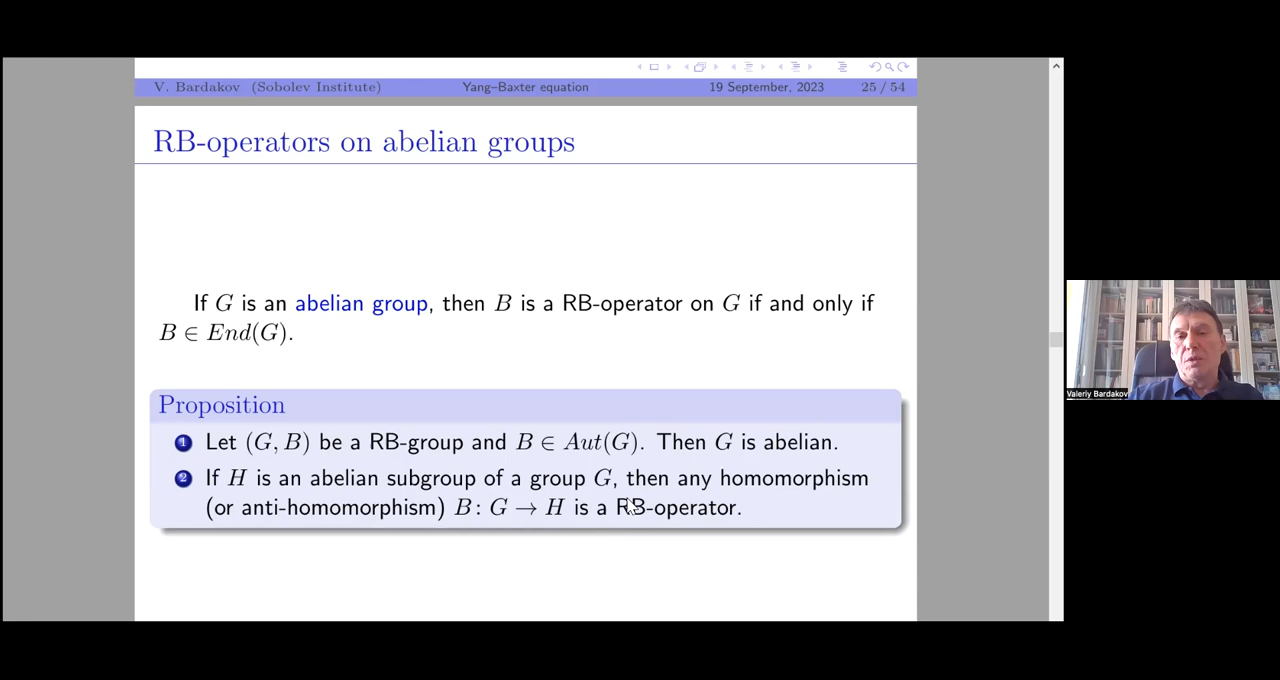 V. Bardakov (Sobolev Institute) Yang–Baxter equation 19 September, 2023 25 / 54
RB-operators on abelian groups
If G is an abelian group, then B is a RB-operator on G if and only if
B ∈ End(G).
Proposition
1 Let (G, B) be a RB-group and B ∈ Aut(G). Then G is abelian.
2 If H is an abelian subgroup of a group G, then any homomorphism
(or anti-homomorphism) B: G → H is a RB-operator.
Valeriy Bardakov